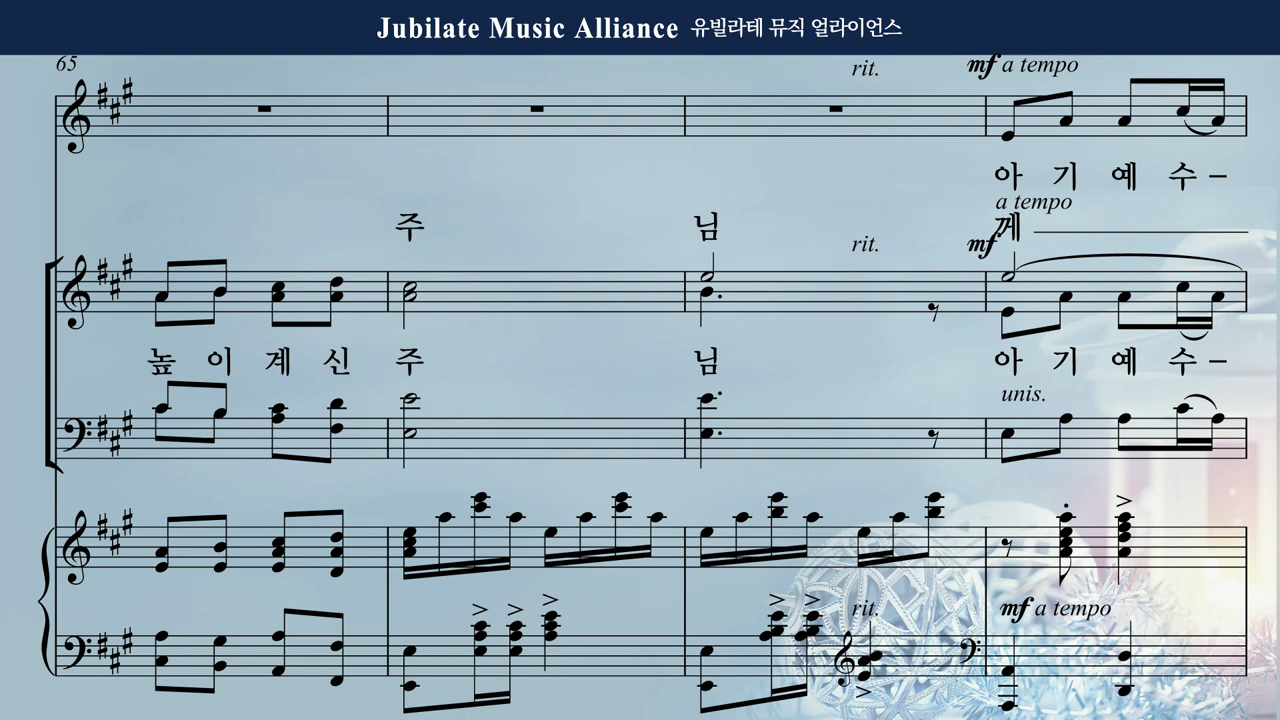 Jubilate Music Alliance 유빌라테 뮤직 얼라이언스
65
rit. mf a tempo
아 기 예 수 –
a tempo
주 님 께
rit. mf
높 이 계 신 주 님 아 기 예 수 –
unis.
rit. mf a tempo